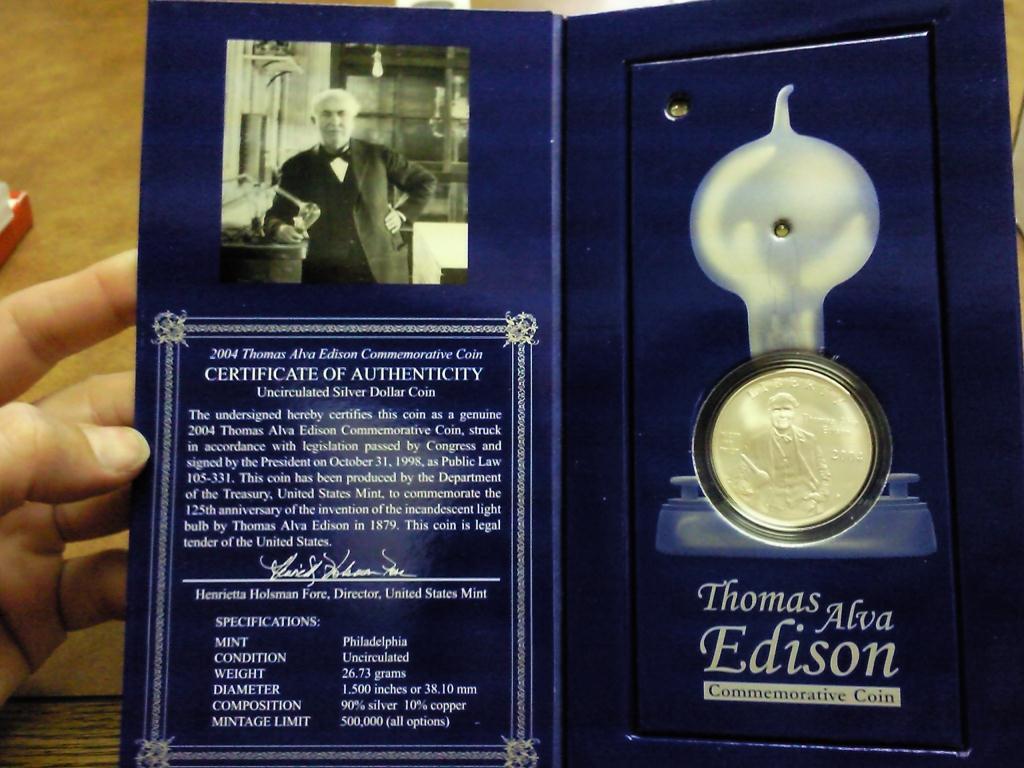 2004 Thomas Alva Edison Commemorative Coin
CERTIFICATE OF AUTHENTICITY
Uncirculated Silver Dollar Coin
The undersigned hereby certifies this coin as a genuine
2004 Thomas Alva Edison Commemorative Coin, struck
in accordance with legislation passed by Congress and
signed by the President on October 31, 1998, as Public Law
105-331. This coin has been produced by the Department
of the Treasury, United States Mint, to commemorate the
125th anniversary of the invention of the incandescent light
bulb by Thomas Alva Edison in 1879. This coin is legal
tender of the United States.
Henrietta Holsman Fore, Director, United States Mint
SPECIFICATIONS:
MINT Philadelphia
CONDITION Uncirculated
WEIGHT 26.73 grams
DIAMETER 1.500 inches or 38.10 mm
COMPOSITION 90% silver 10% copper
MINTAGE LIMIT 500,000 (all options)
LIBERTY
2004
Thomas Alva
Edison
Commemorative Coin